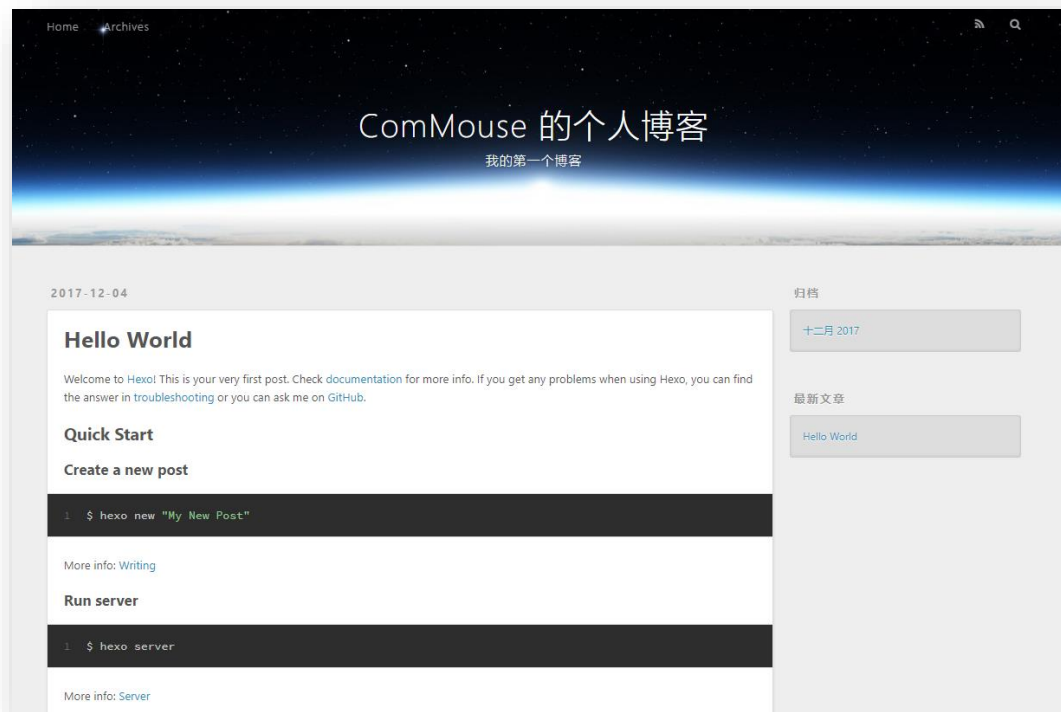 Home Archives
ComMouse 的个人博客
我的第一个博客
2017-12-04
Hello World
Welcome to Hexo! This is your very first post. Check documentation for more info. If you get any problems when using Hexo, you can find
the answer in troubleshooting or you can ask me on GitHub.
Quick Start
Create a new post
1 $ hexo new "My New Post"
More info: Writing
Run server
1 $ hexo server
More info: Server
归档
十二月 2017
最新文章
Hello World